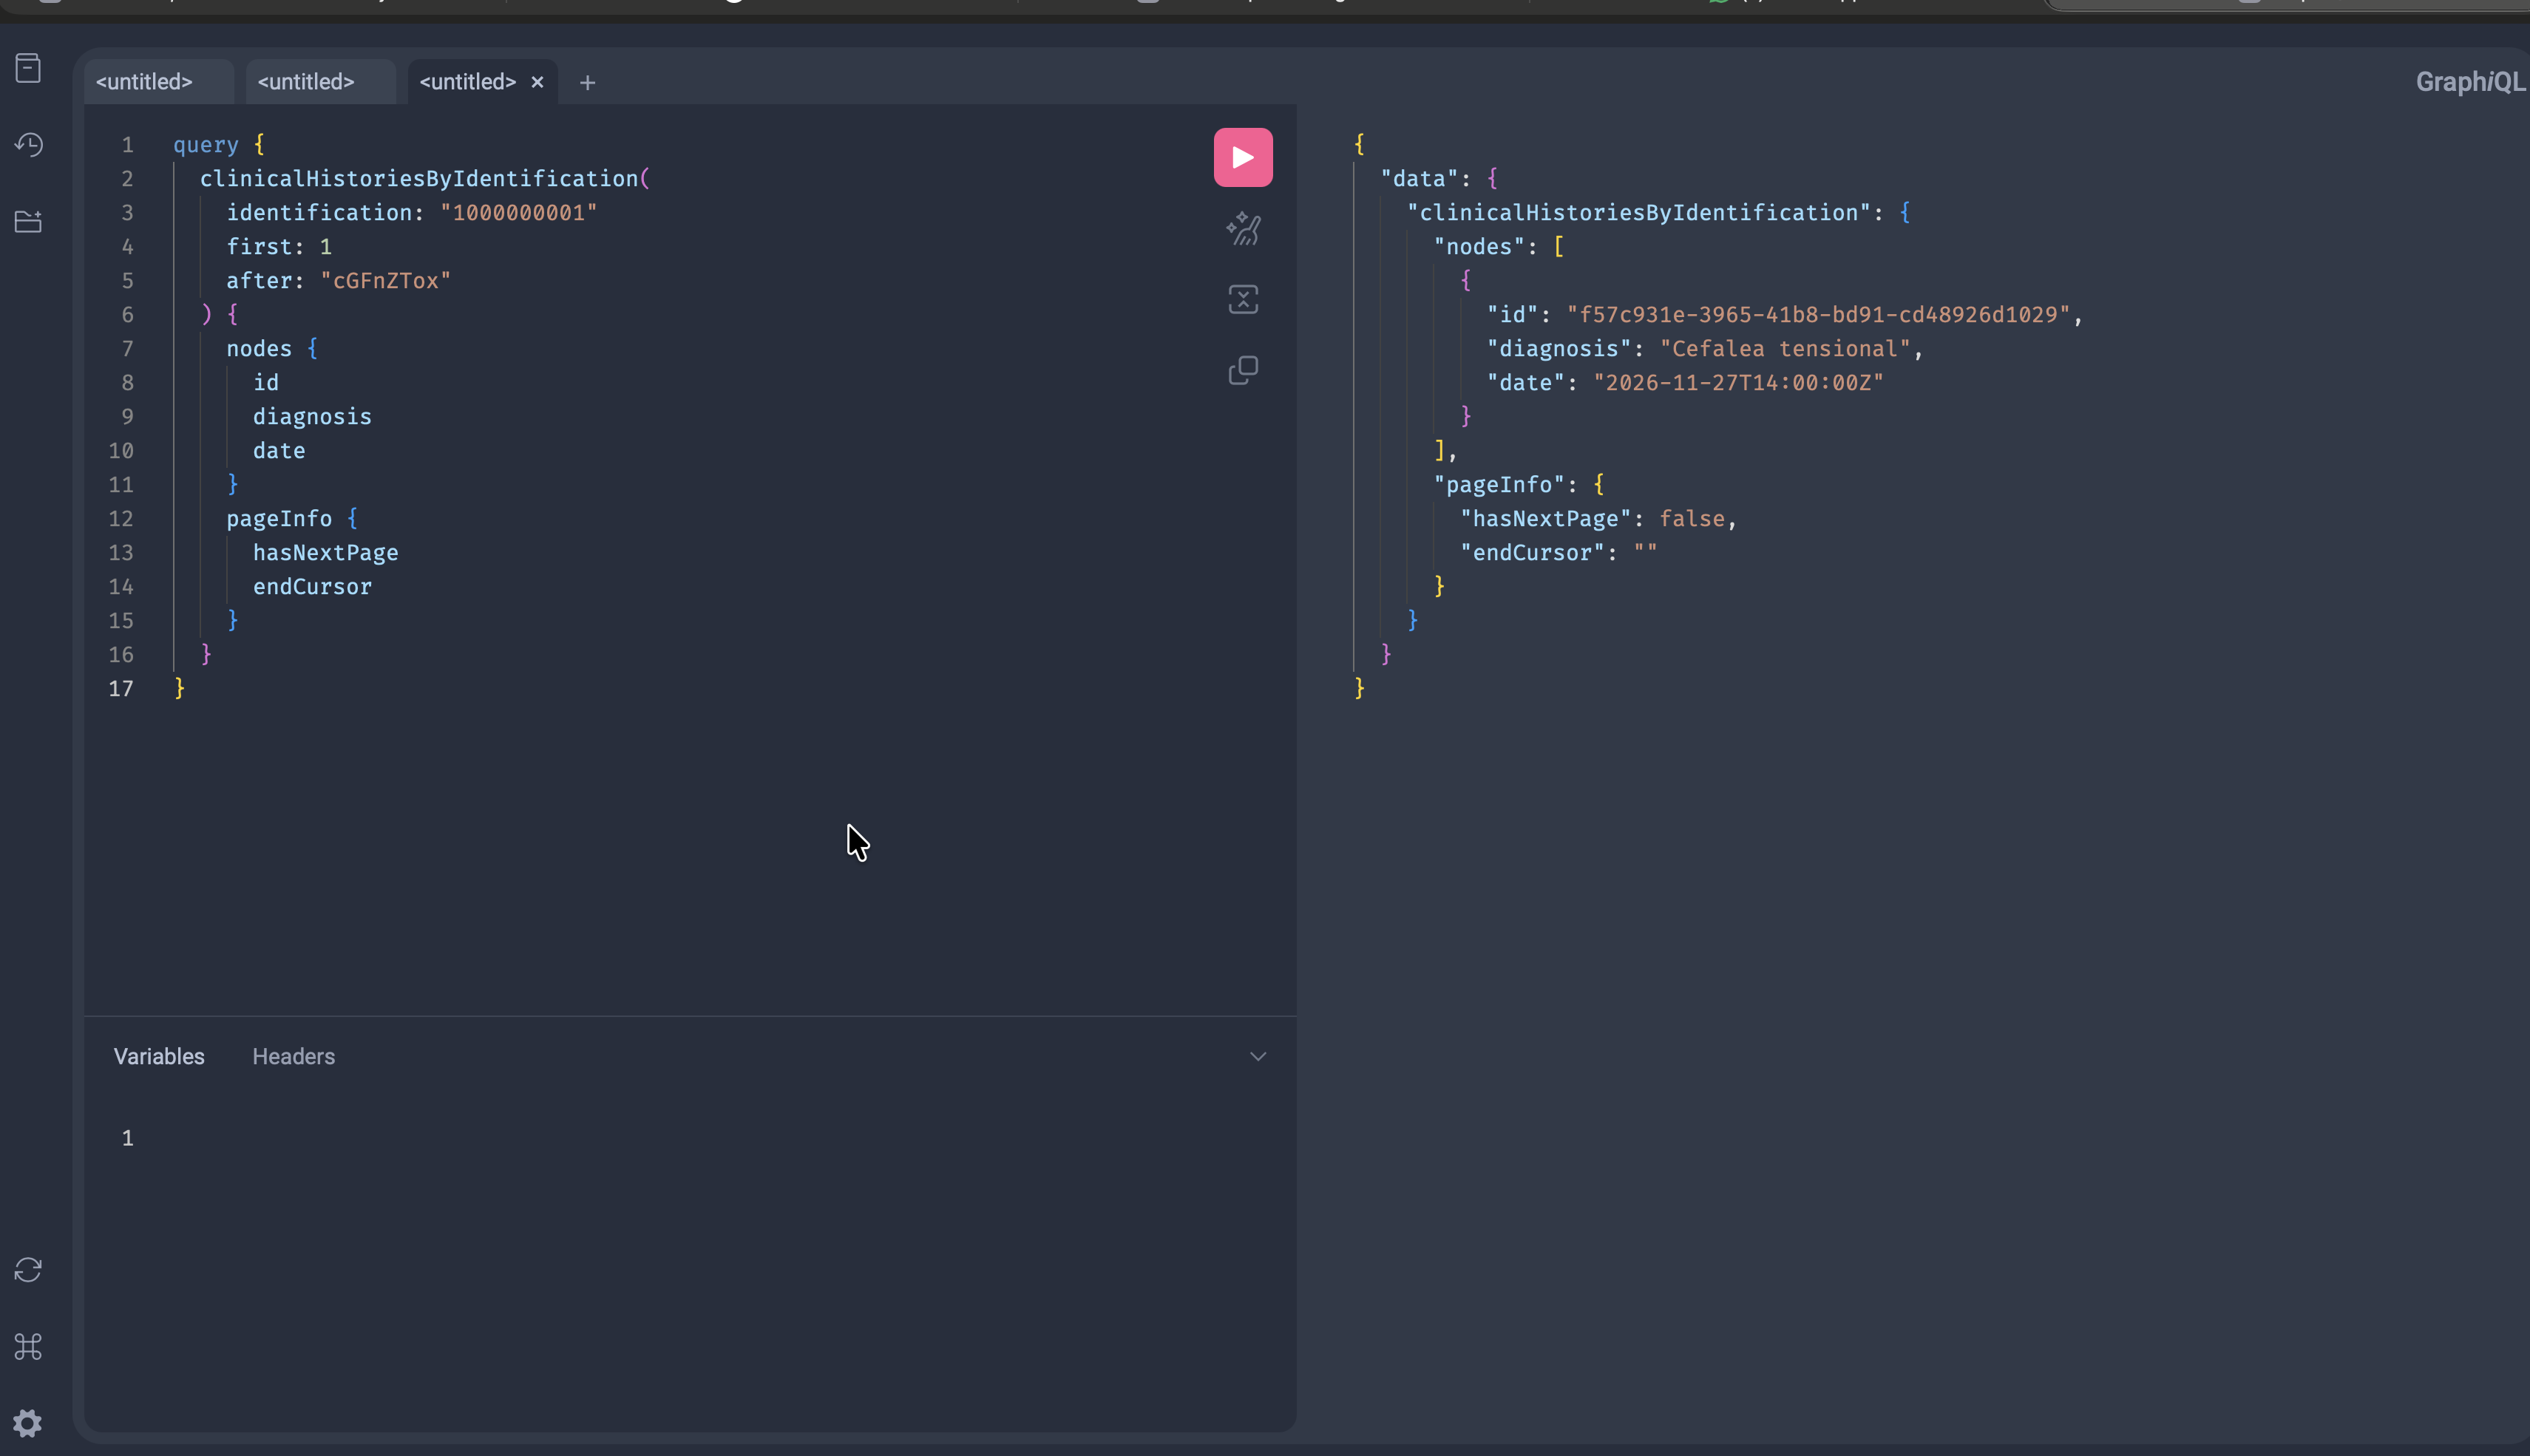 <untitled>
<untitled>
<untitled> × +
GraphiQL
1 query {
2 clinicalHistoriesByIdentification(
3 identification: "1000000001"
4 first: 1
5 after: "cGFnZTox"
6 ) {
7 nodes {
8 id
9 diagnosis
10 date
11 }
12 pageInfo {
13 hasNextPage
14 endCursor
15 }
16 }
17 }
{
"data": {
"clinicalHistoriesByIdentification": {
"nodes": [
{
"id": "f57c931e-3965-41b8-bd91-cd48926d1029",
"diagnosis": "Cefalea tensional",
"date": "2026-11-27T14:00:00Z"
}
],
"pageInfo": {
"hasNextPage": false,
"endCursor": ""
}
}
}
}
Variables Headers
1